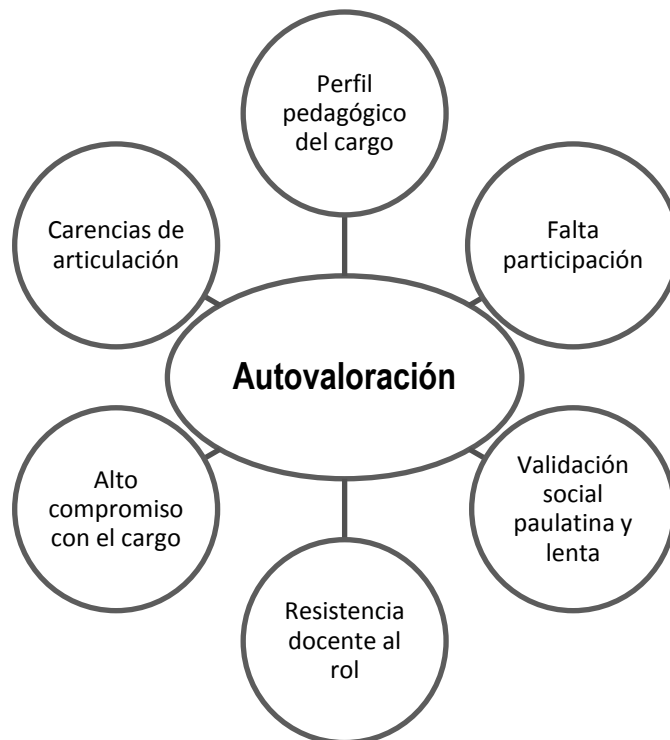 Perfil
pedagógico
del cargo
Carencias de
articulación
Falta
participación
Autovaloración
Alto
compromiso
con el cargo
Validación
social
paulatina y
lenta
Resistencia
docente al
rol